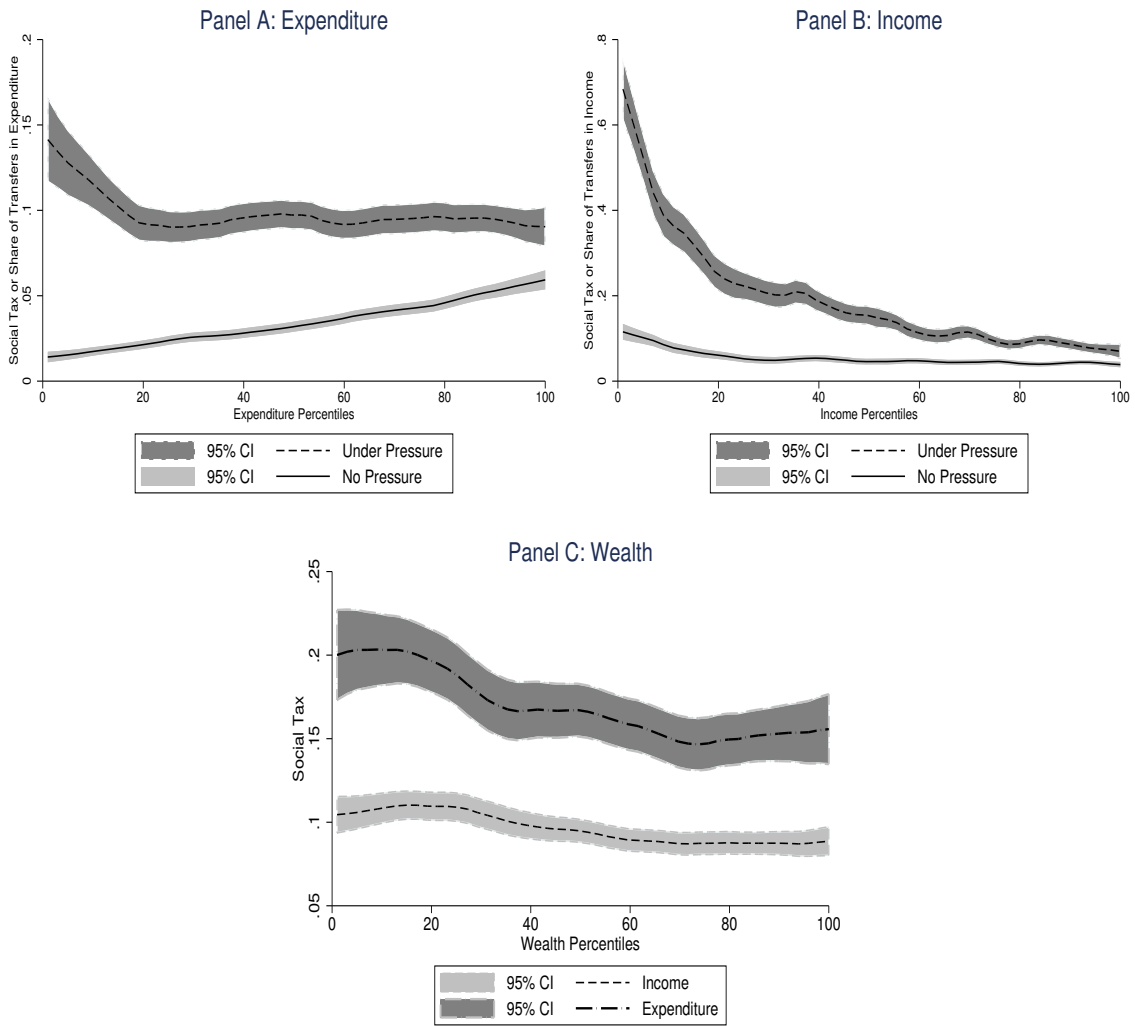 Panel A: Expenditure
Social Tax or Share of Transfers in Expenditure
.2
.15
.1
.05
0
0 20 40 60 80 100
Expenditure Percentiles
95% CI Under Pressure
95% CI No Pressure
Panel B: Income
Social Tax or Share of Transfers in Income
.8
.6
.4
.2
0
0 20 40 60 80 100
Income Percentiles
95% CI Under Pressure
95% CI No Pressure
Panel C: Wealth
Social Tax
.25
.2
.15
.1
.05
0 20 40 60 80 100
Wealth Percentiles
95% CI Income
95% CI Expenditure